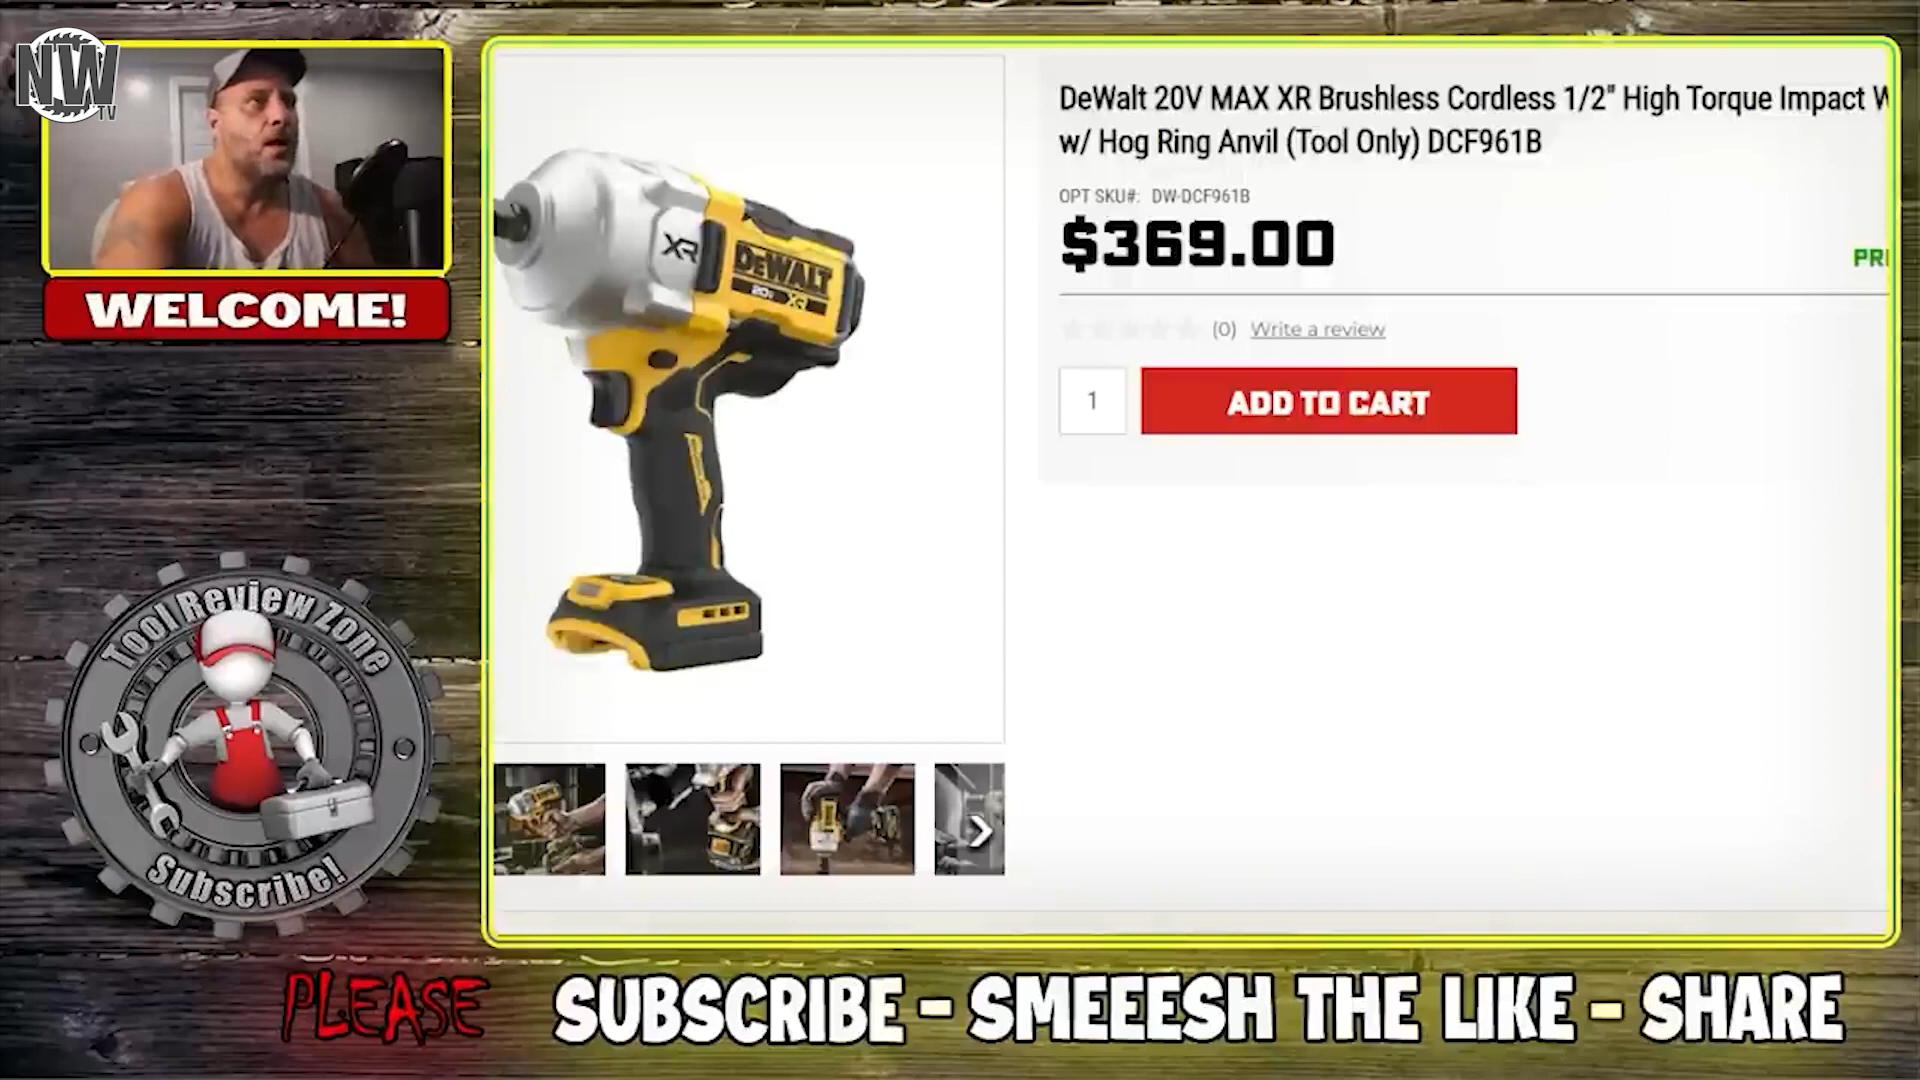 NW
TV
WELCOME!
DeWalt 20V MAX XR Brushless Cordless 1/2" High Torque Impact W
w/ Hog Ring Anvil (Tool Only) DCF961B
OPT SKU#: DW-DCF961B
$369.00
PRI
(0) Write a review
1
ADD TO CART
XR
DEWALT
20V XR
Tool Review Zone
Subscribe!
PLEASE
SUBSCRIBE - SMEEESH THE LIKE - SHARE